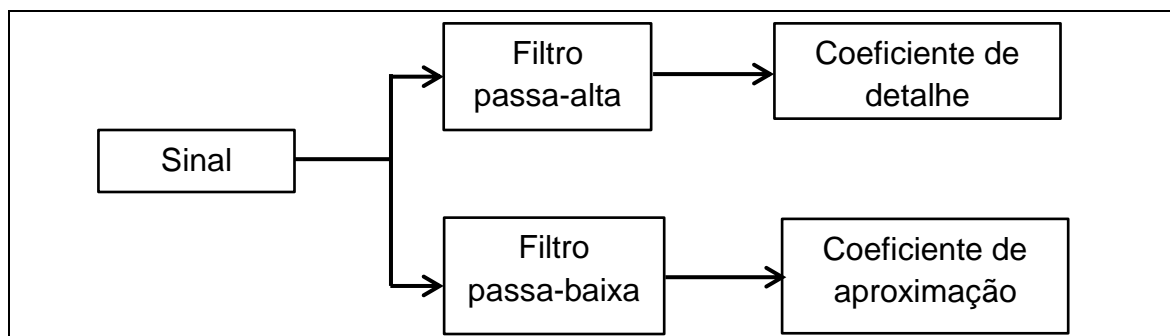 Sinal
Filtro
passa-alta
Coeficiente de
detalhe
Filtro
passa-baixa
Coeficiente de
aproximação